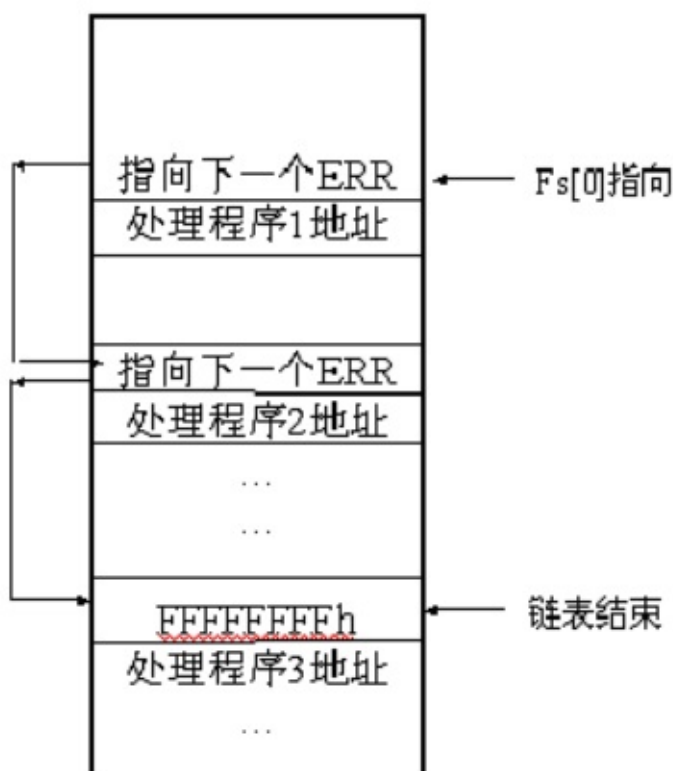 指向下一个ERR
Fs[0]指向
处理程序1地址
指向下一个ERR
处理程序2地址
...
...
FFFFFFFFh
链表结束
处理程序3地址
...